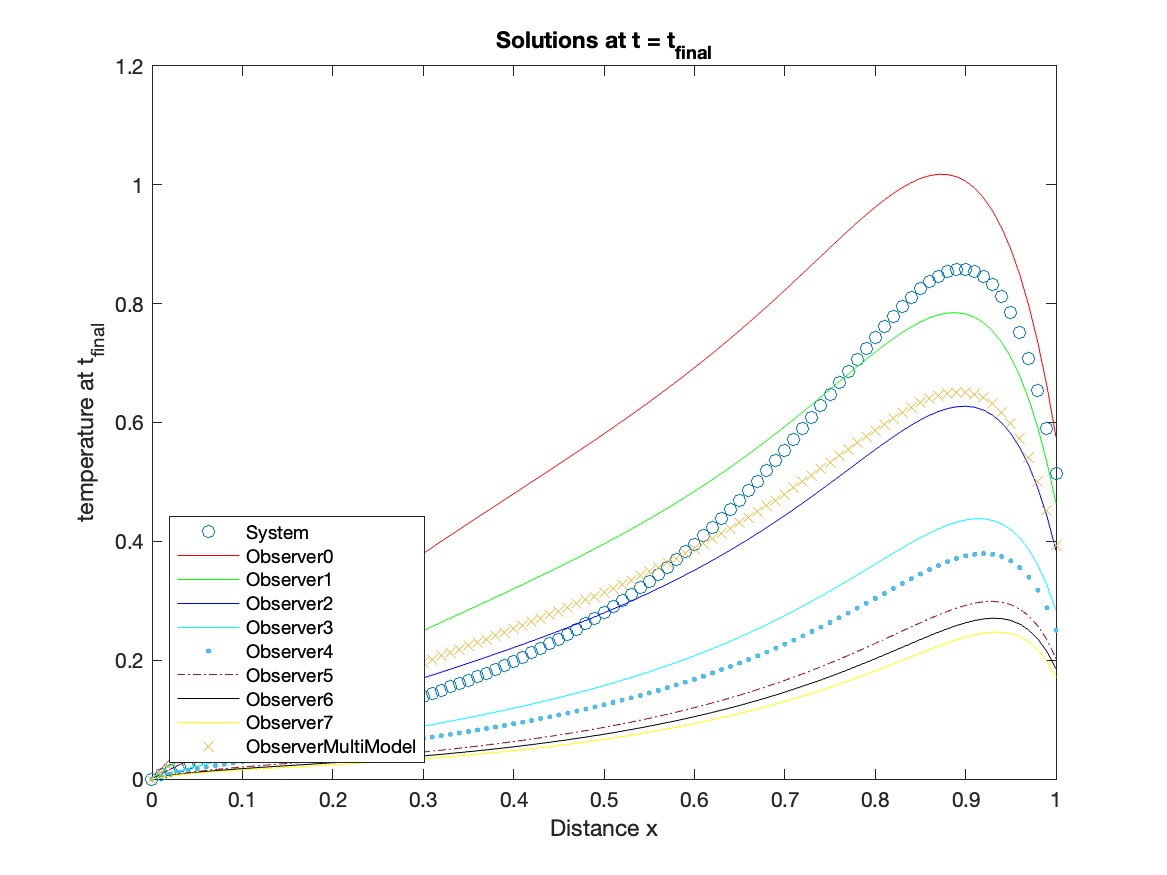 Solutions at t = t_final
1.2
1
0.8
0.6
0.4
0.2
0
temperature at t_final
System
Observer0
Observer1
Observer2
Observer3
Observer4
Observer5
Observer6
Observer7
ObserverMultiModel
0 0.1 0.2 0.3 0.4 0.5 0.6 0.7 0.8 0.9 1
Distance x